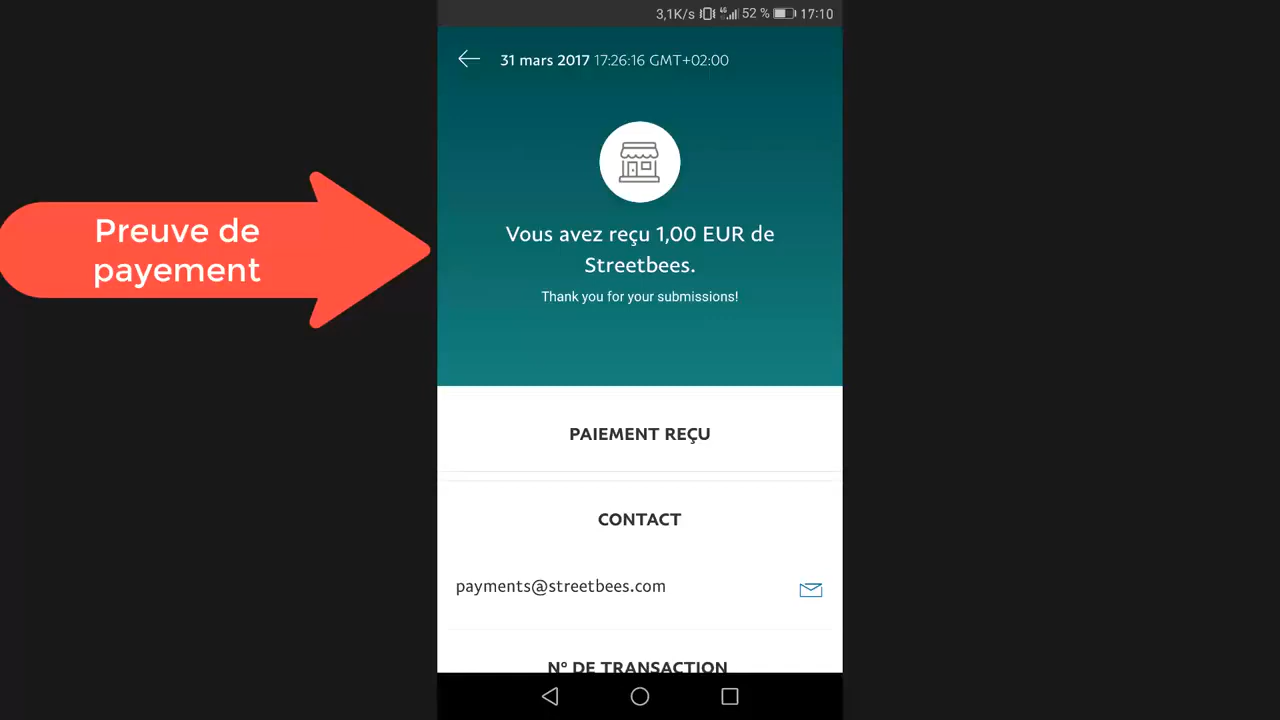 3,1K/s 4G 52 % 17:10
31 mars 2017 17:26:16 GMT+02:00
Preuve de
payement
Vous avez reçu 1,00 EUR de
Streetbees.
Thank you for your submissions!
PAIEMENT REÇU
CONTACT
payments@streetbees.com
Nº DE TRANSACTION